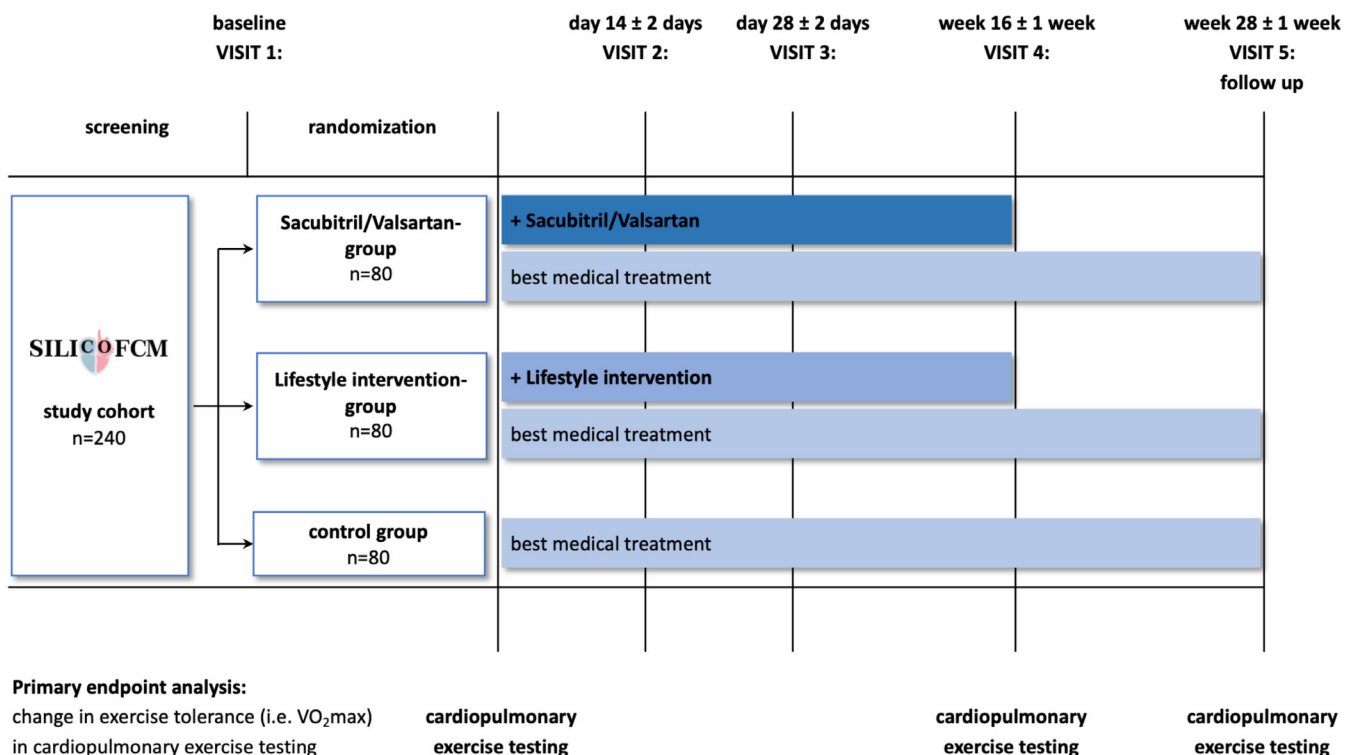 baseline
VISIT 1:
day 14 ± 2 days
VISIT 2:
day 28 ± 2 days
VISIT 3:
week 16 ± 1 week
VISIT 4:
week 28 ± 1 week
VISIT 5:
follow up
screening
randomization
SILICOFCM
study cohort
n=240
Sacubitril/Valsartan-
group
n=80
+ Sacubitril/Valsartan
best medical treatment
Lifestyle intervention-
group
n=80
+ Lifestyle intervention
best medical treatment
control group
n=80
best medical treatment
Primary endpoint analysis:
change in exercise tolerance (i.e. VO₂max)
in cardiopulmonary exercise testing
cardiopulmonary
exercise testing
cardiopulmonary
exercise testing
cardiopulmonary
exercise testing